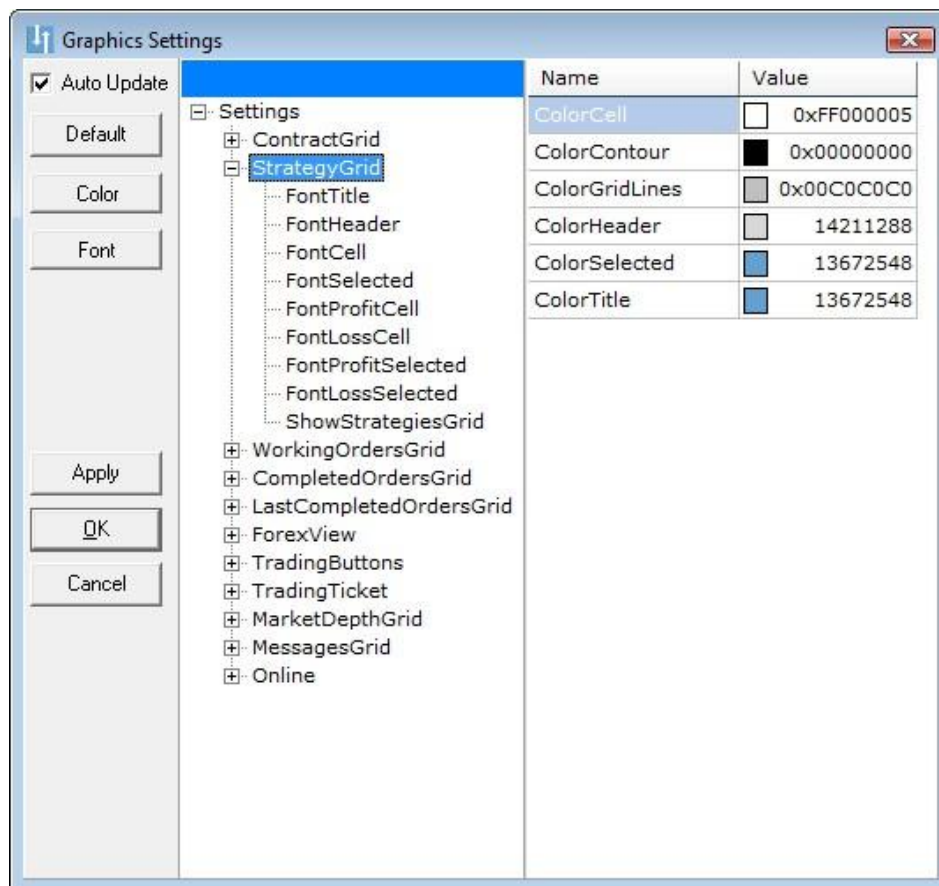 Graphics Settings
Auto Update
Default
Color
Font
Apply
OK
Cancel
Settings
ContractGrid
StrategyGrid
FontTitle
FontHeader
FontCell
FontSelected
FontProfitCell
FontLossCell
FontProfitSelected
FontLossSelected
ShowStrategiesGrid
WorkingOrdersGrid
CompletedOrdersGrid
LastCompletedOrdersGrid
ForexView
TradingButtons
TradingTicket
MarketDepthGrid
MessagesGrid
Online
Name Value
ColorCell 0xFF000005
ColorContour 0x00000000
ColorGridLines 0x00C0C0C0
ColorHeader 14211288
ColorSelected 13672548
ColorTitle 13672548